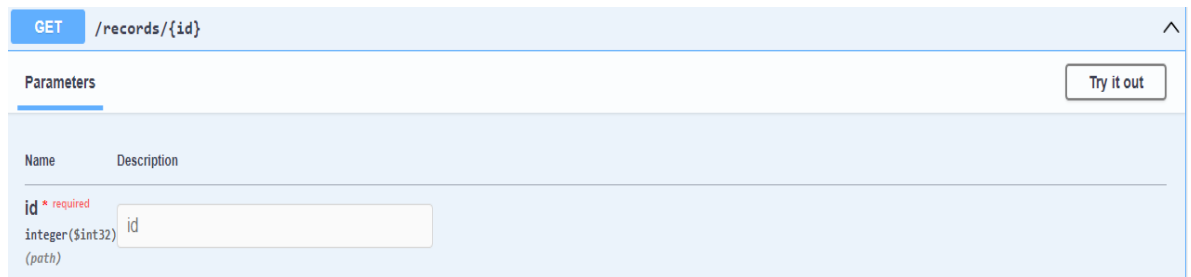 GET /records/{id}
Parameters
Try it out
Name Description
id * required
integer($int32)
(path)
id